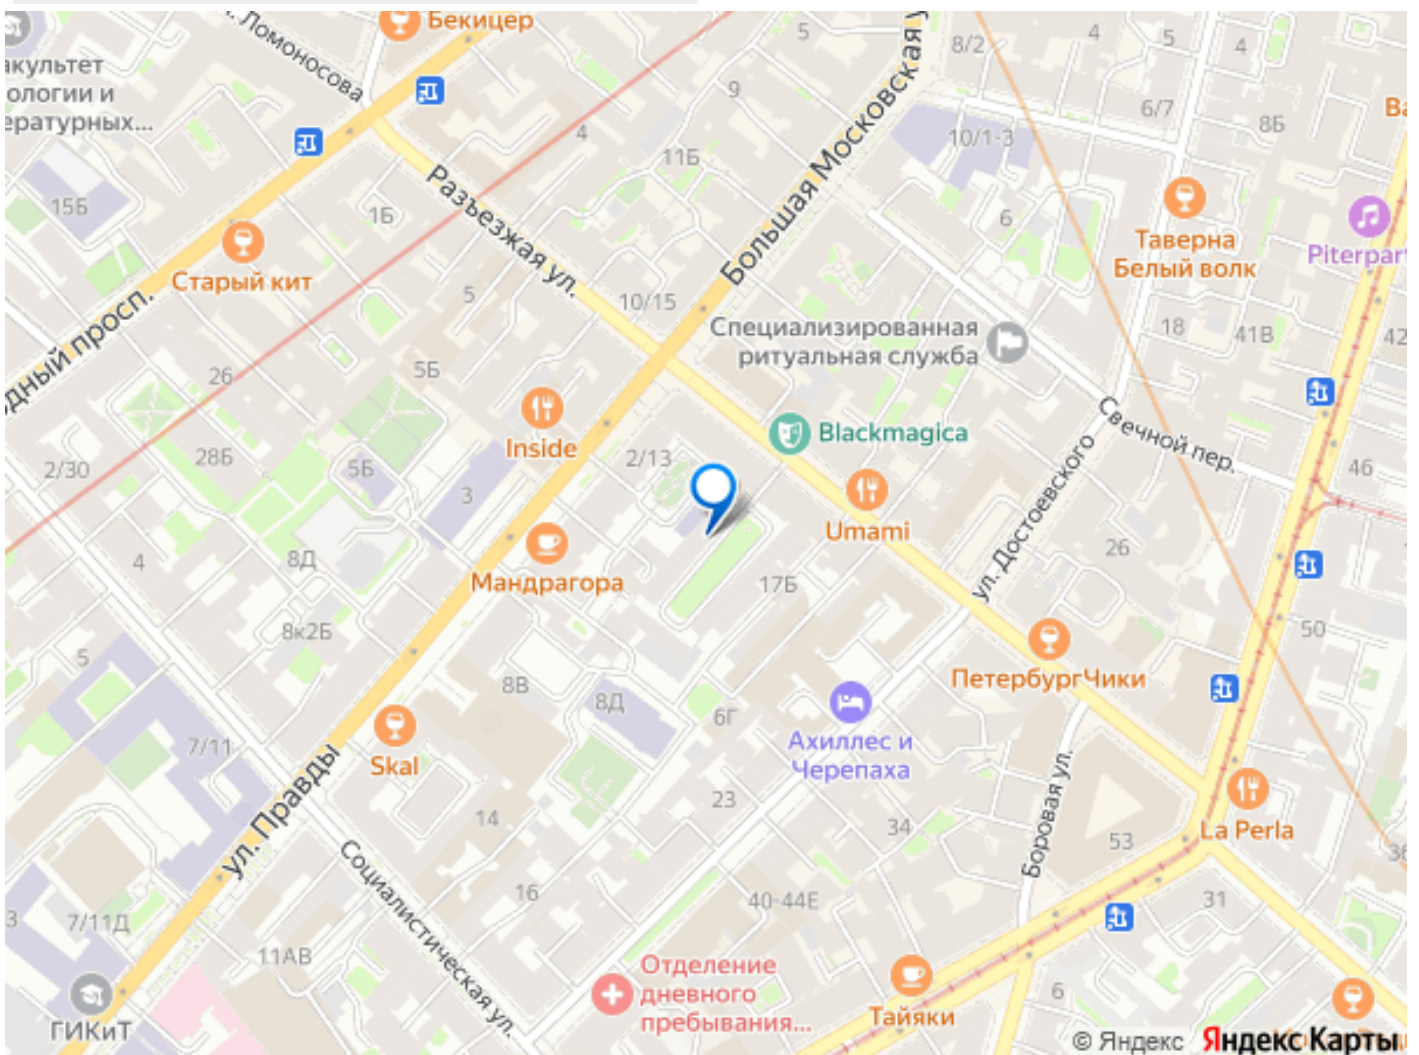 Бекицер
. Ломоносова
акультет
ологии и
ературных...
15Б
Старый кит
1Б
4
11Б
9
5
8/2
4
5
4
6/7
8Б
Ва
10/1-3
6
Большая Московская у
Разъезжая ул.
Таверна
Белый волк
Piterpart
10/15
5
5Б
26
дный просп.
Специализированная
ритуальная служба
18
41В
42
Inside
2/13
Blackmagica
Свечной пер.
46
2/30
28Б
5Б
3
Umami
ул. Достоевского
26
4
8Д
Мандрагора
17Б
8к2Б
5
50
ПетербургЧики
8В
8Д
6Г
Ахиллес и
Черепаха
7/11
Skal
ул. Правды
14
23
34
Боровая ул.
53
La Perla
36
Социалистическая ул.
16
40-44Е
31
3
7/11Д
11АВ
Отделение
дневного
пребывания...
6
Тайяки
ГИКиТ
© Яндекс
Яндекс Карты